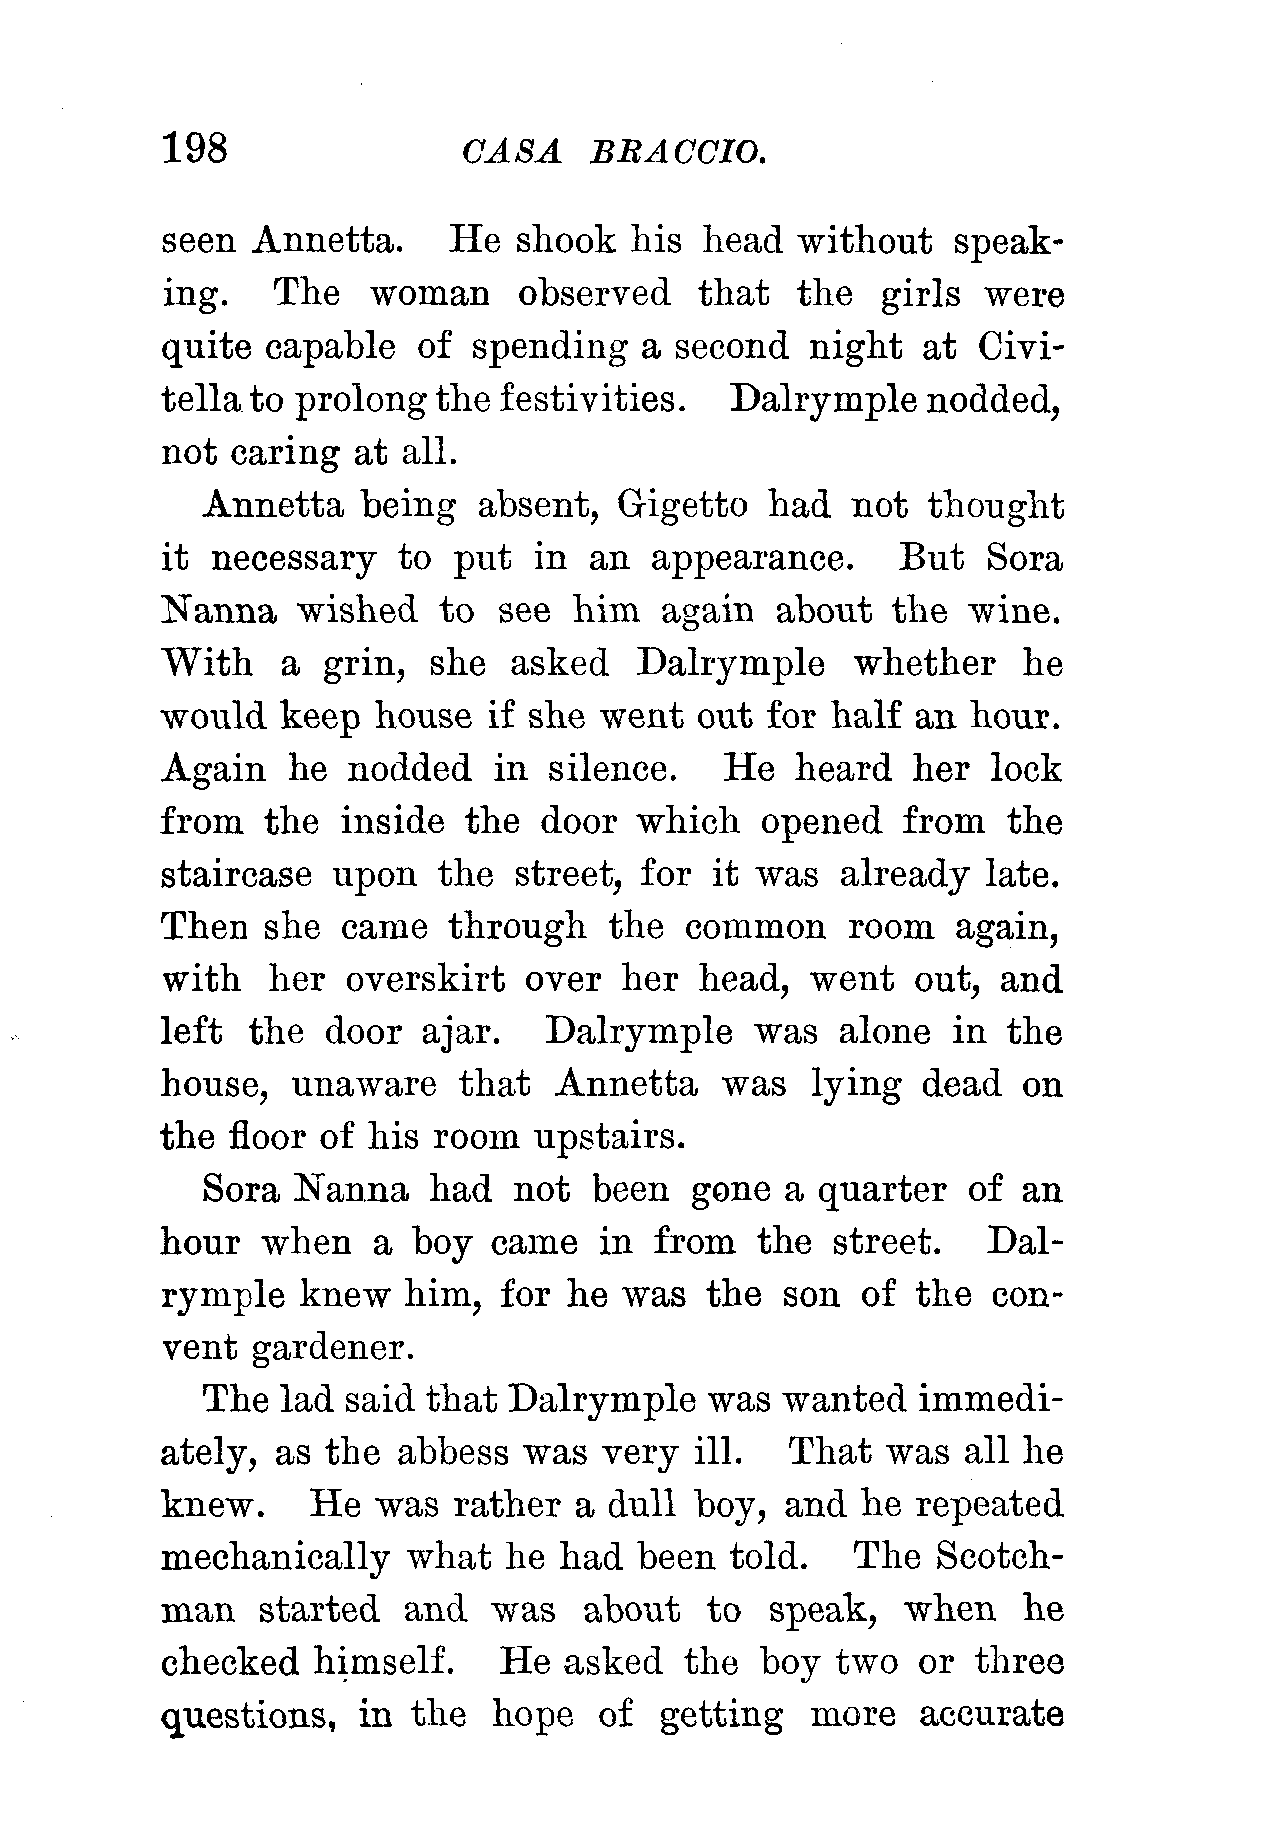 198 CASA BRACCIO.
seen Annetta. He shook his head without speak-
ing. The woman observed that the girls were
quite capable of spending a second night at Civi-
tella to prolong the festivities. Dalrymple nodded,
not caring at all.
Annetta being absent, Gigetto had not thought
it necessary to put in an appearance. But Sora
Nanna wished to see him again about the wine.
With a grin, she asked Dalrymple whether he
would keep house if she went out for half an hour.
Again he nodded in silence. He heard her lock
from the inside the door which opened from the
staircase upon the street, for it was already late.
Then she came through the common room again,
with her overskirt over her head, went out, and
left the door ajar. Dalrymple was alone in the
house, unaware that Annetta was lying dead on
the floor of his room upstairs.
Sora Nanna had not been gone a quarter of an
hour when a boy came in from the street. Dal-
rymple knew him, for he was the son of the con-
vent gardener.
The lad said that Dalrymple was wanted immedi-
ately, as the abbess was very ill. That was all he
knew. He was rather a dull boy, and he repeated
mechanically what he had been told. The Scotch-
man started and was about to speak, when he
checked himself. He asked the boy two or three
questions, in the hope of getting more accurate